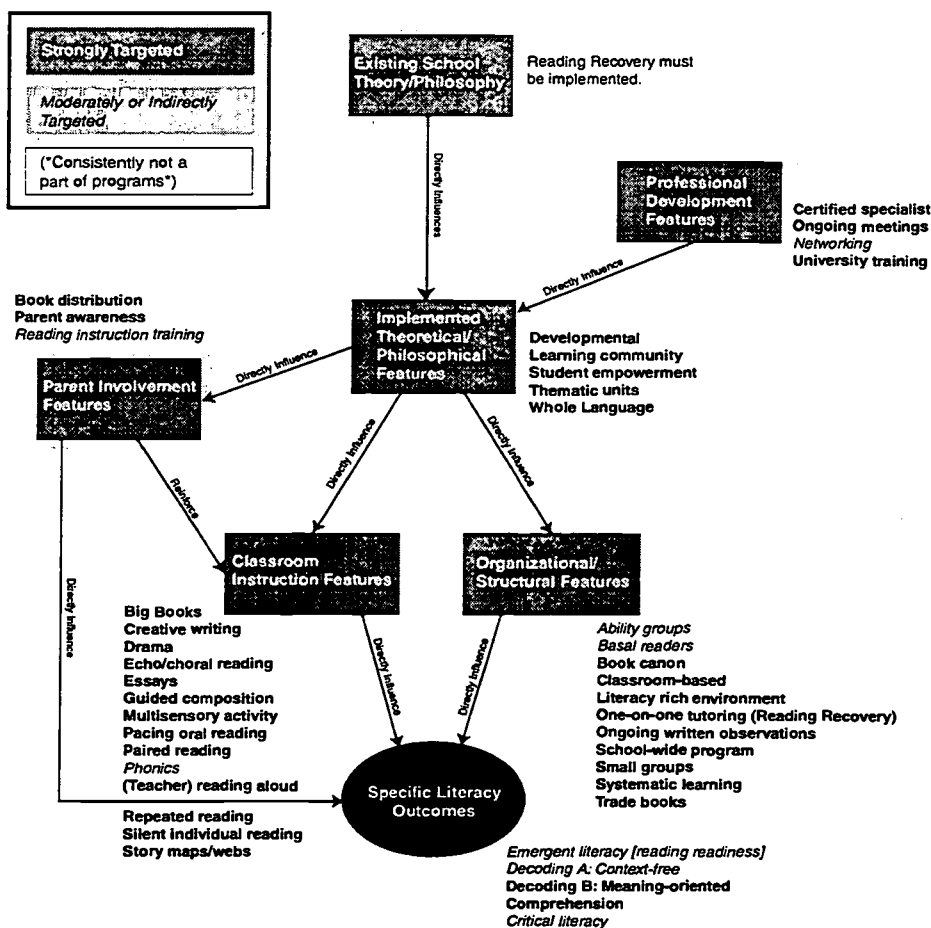 Strongly Targeted
Moderately or Indirectly
Targeted
("Consistently not a
part of programs")
Existing School
Theory/Philosophy
Reading Recovery must
be implemented.
Directly Influences
Professional
Development
Features
Certified specialist
Ongoing meetings
Networking
University training
Directly Influence
Book distribution
Parent awareness
Reading instruction training
Implemented
Theoretical/
Philosophical
Features
Developmental
Learning community
Student empowerment
Thematic units
Whole Language
Directly Influence
Parent Involvement
Features
Directly Influence
Directly Influence
Reinforce
Directly Influence
Classroom
Instruction Features
Organizational/
Structural Features
Big Books
Creative writing
Drama
Echo/choral reading
Essays
Guided composition
Multisensory activity
Pacing oral reading
Paired reading
Phonics
(Teacher) reading aloud
Repeated reading
Silent individual reading
Story maps/webs
Directly Influence
Directly Influence
Ability groups
Basal readers
Book canon
Classroom-based
Literacy rich environment
One-on-one tutoring (Reading Recovery)
Ongoing written observations
School-wide program
Small groups
Systematic learning
Trade books
Specific Literacy
Outcomes
Emergent literacy [reading readiness]
Decoding A: Context-free
Decoding B: Meaning-oriented
Comprehension
Critical literacy